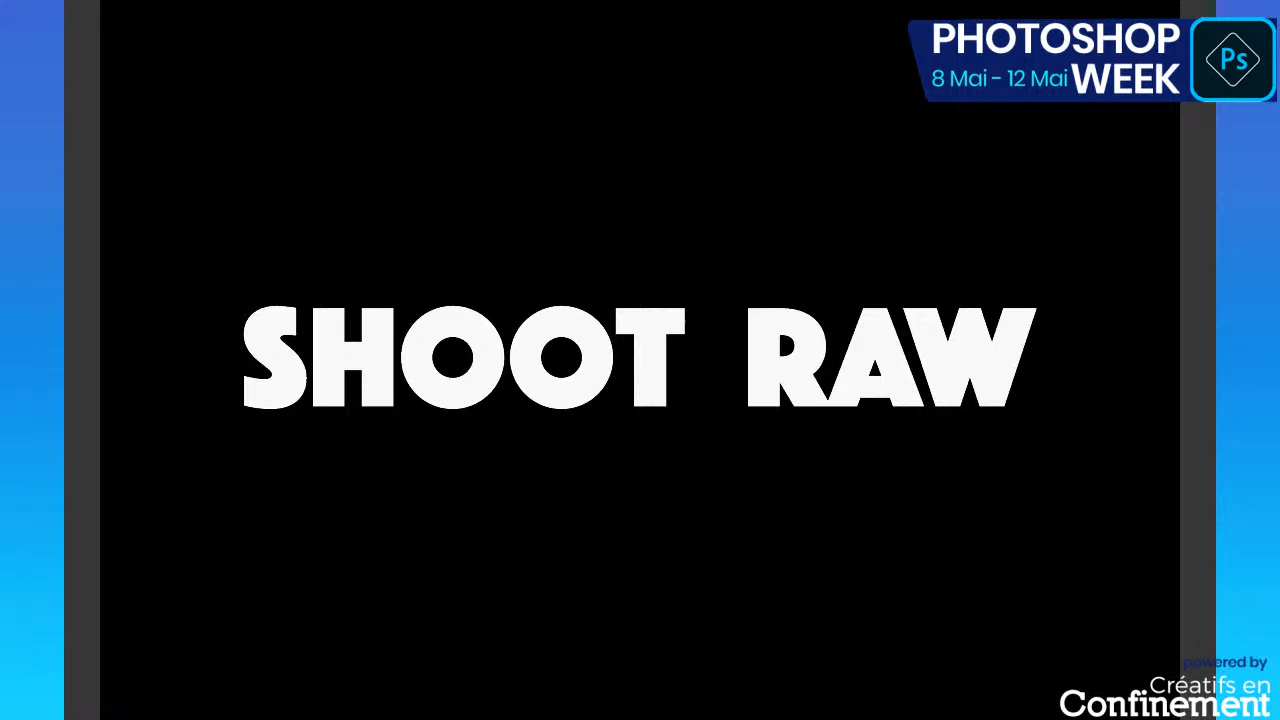 PHOTOSHOP
8 Mai - 12 Mai WEEK
Ps
SHOOT RAW
powered by
Créatifs en
Confinement